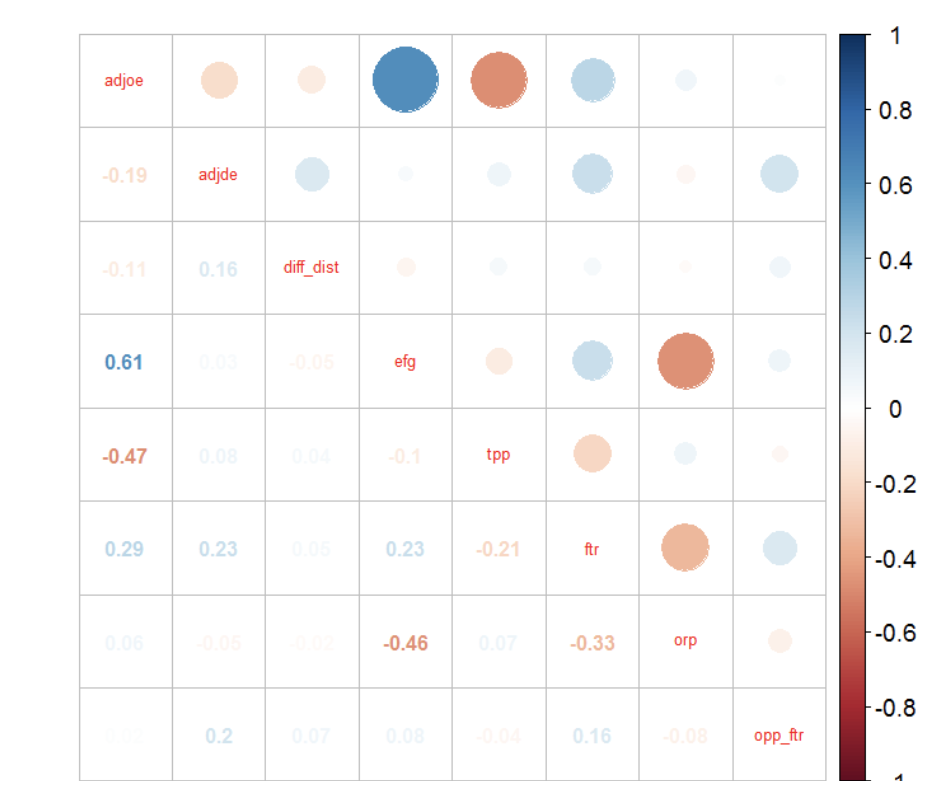 1
adjoe
0.8
-0.19 adjde
0.6
-0.11 0.16 diff_dist
0.4
0.61 0.03 -0.05 efg
0.2
0
-0.47 0.08 0.04 -0.1 tpp
-0.2
0.29 0.23 0.05 0.23 -0.21 ftr
-0.4
0.06 -0.05 -0.02 -0.46 0.07 -0.33 orp
-0.6
-0.8
0.2 0.07 0.08 -0.04 0.16 -0.08 opp_ftr